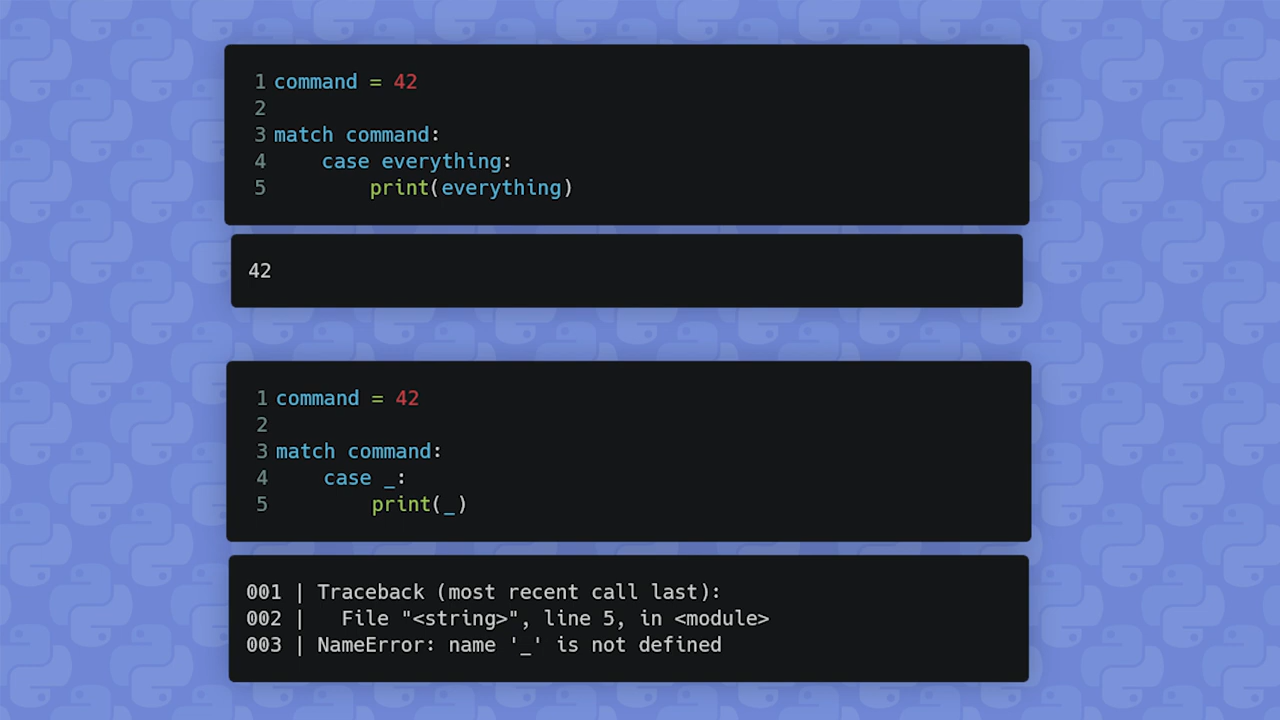 1 command = 42
2
3 match command:
4     case everything:
5         print(everything)
42
1 command = 42
2
3 match command:
4     case _:
5         print(_)
001 | Traceback (most recent call last):
002 |   File "<string>", line 5, in <module>
003 | NameError: name '_' is not defined